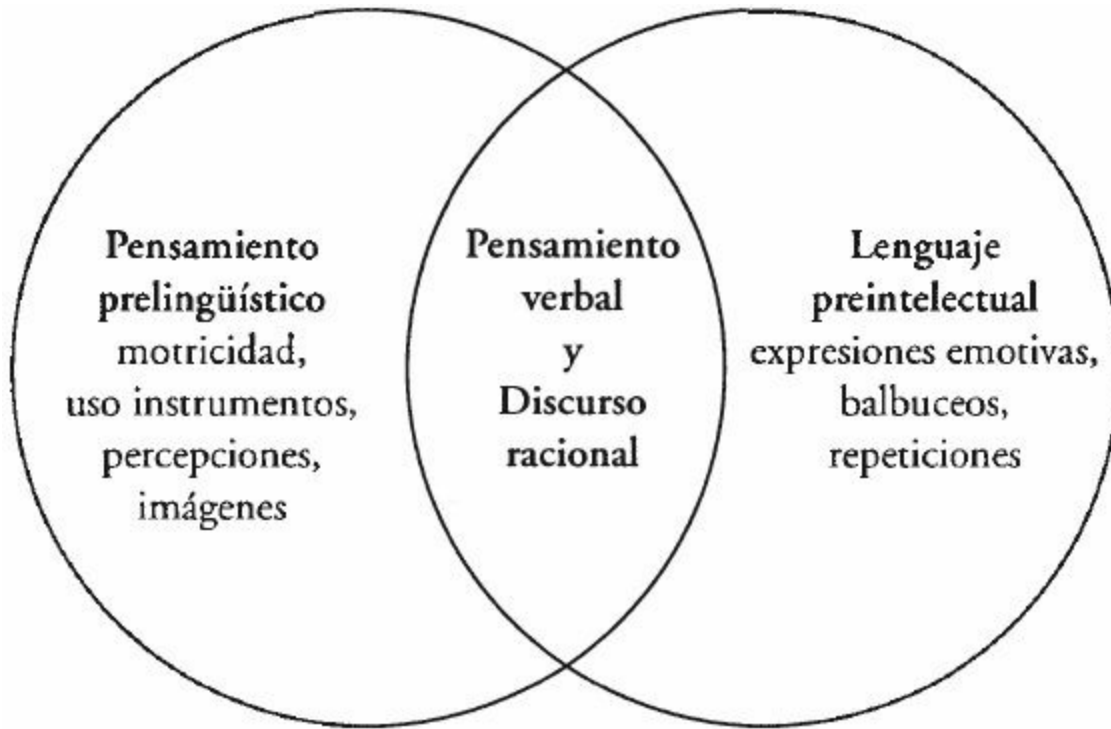 Pensamiento
prelingüístico
motricidad,
uso instrumentos,
percepciones,
imágenes
Pensamiento
verbal
y
Discurso
racional
Lenguaje
preintelectual
expresiones emotivas,
balbuceos,
repeticiones